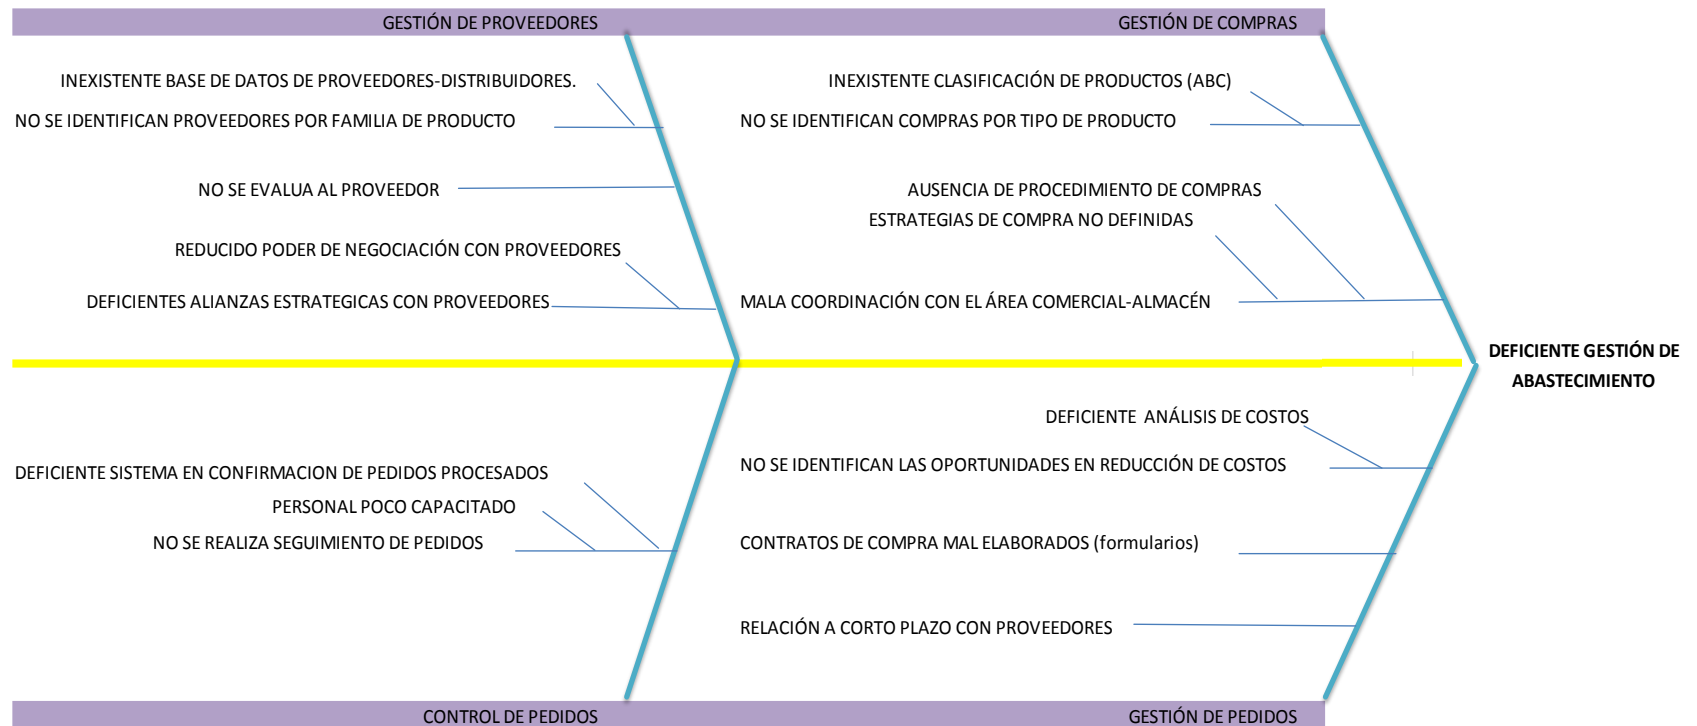 GESTIÓN DE PROVEEDORES
GESTIÓN DE COMPRAS
INEXISTENTE BASE DE DATOS DE PROVEEDORES-DISTRIBUIDORES.
NO SE IDENTIFICAN PROVEEDORES POR FAMILIA DE PRODUCTO
NO SE EVALUA AL PROVEEDOR
REDUCIDO PODER DE NEGOCIACIÓN CON PROVEEDORES
DEFICIENTES ALIANZAS ESTRATEGICAS CON PROVEEDORES
INEXISTENTE CLASIFICACIÓN DE PRODUCTOS (ABC)
NO SE IDENTIFICAN COMPRAS POR TIPO DE PRODUCTO
AUSENCIA DE PROCEDIMIENTO DE COMPRAS
ESTRATEGIAS DE COMPRA NO DEFINIDAS
MALA COORDINACIÓN CON EL ÁREA COMERCIAL-ALMACÉN
DEFICIENTE GESTIÓN DE
ABASTECIMIENTO
DEFICIENTE SISTEMA EN CONFIRMACION DE PEDIDOS PROCESADOS
PERSONAL POCO CAPACITADO
NO SE REALIZA SEGUIMIENTO DE PEDIDOS
DEFICIENTE  ANÁLISIS DE COSTOS
NO SE IDENTIFICAN LAS OPORTUNIDADES EN REDUCCIÓN DE COSTOS
CONTRATOS DE COMPRA MAL ELABORADOS (formularios)
RELACIÓN A CORTO PLAZO CON PROVEEDORES
CONTROL DE PEDIDOS
GESTIÓN DE PEDIDOS